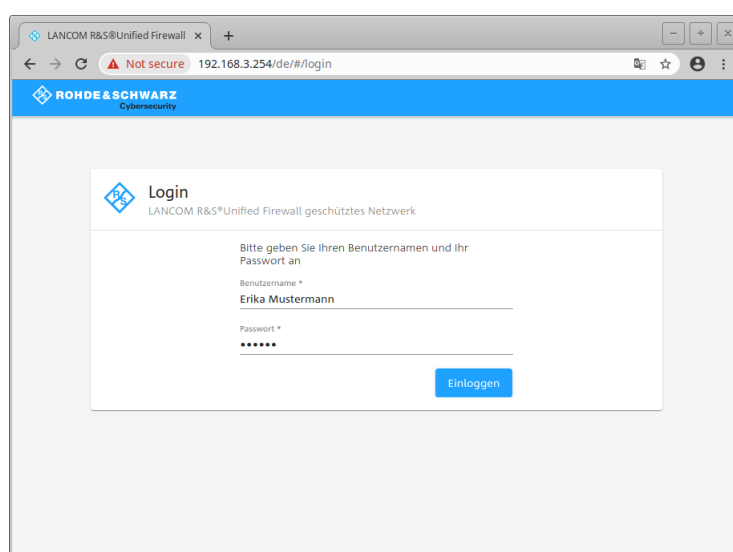 LANCOM R&S®Unified Firewall
Not secure 192.168.3.254/de/#/login
ROHDE & SCHWARZ
Cybersecurity
Login
LANCOM R&S®Unified Firewall geschütztes Netzwerk
Bitte geben Sie Ihren Benutzernamen und Ihr
Passwort an
Benutzername *
Erika Mustermann
Passwort *
••••••
Einloggen